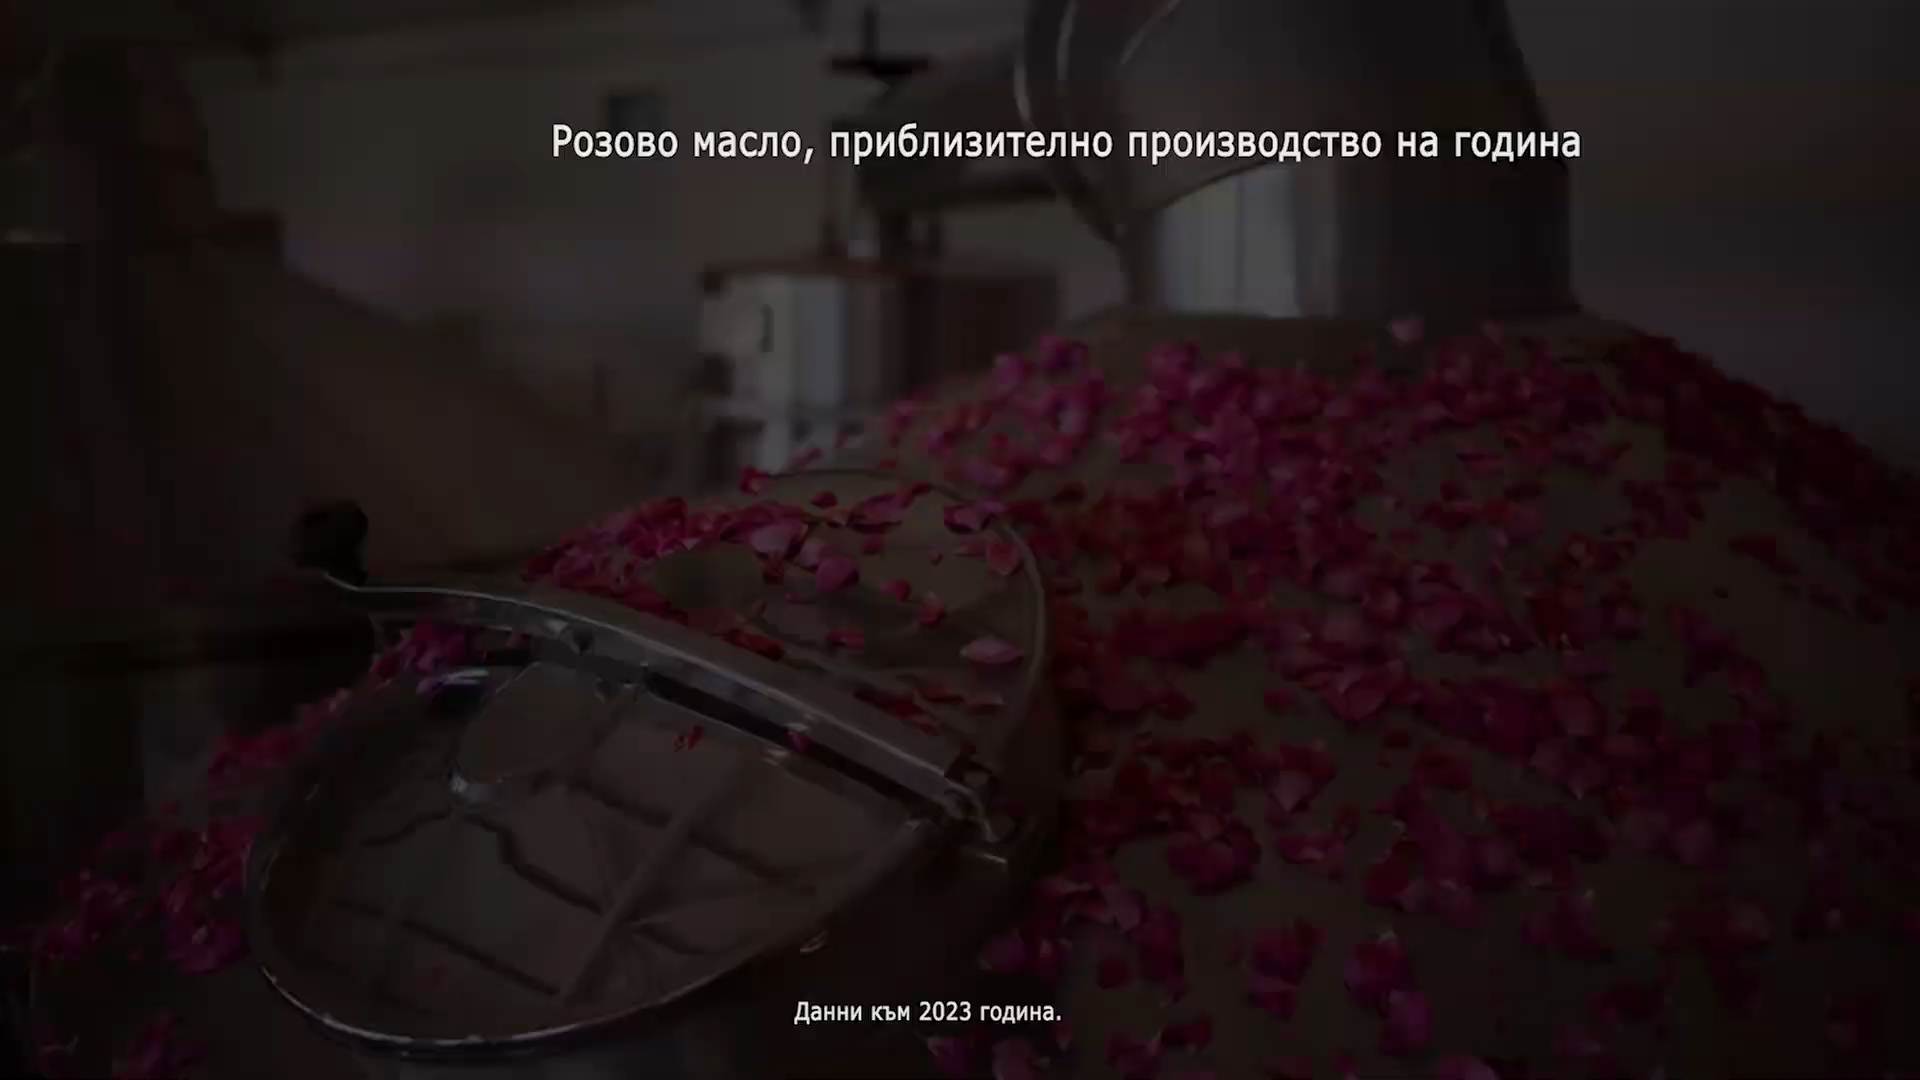 Розово масло, приблизително производство на година
Данни към 2023 година.